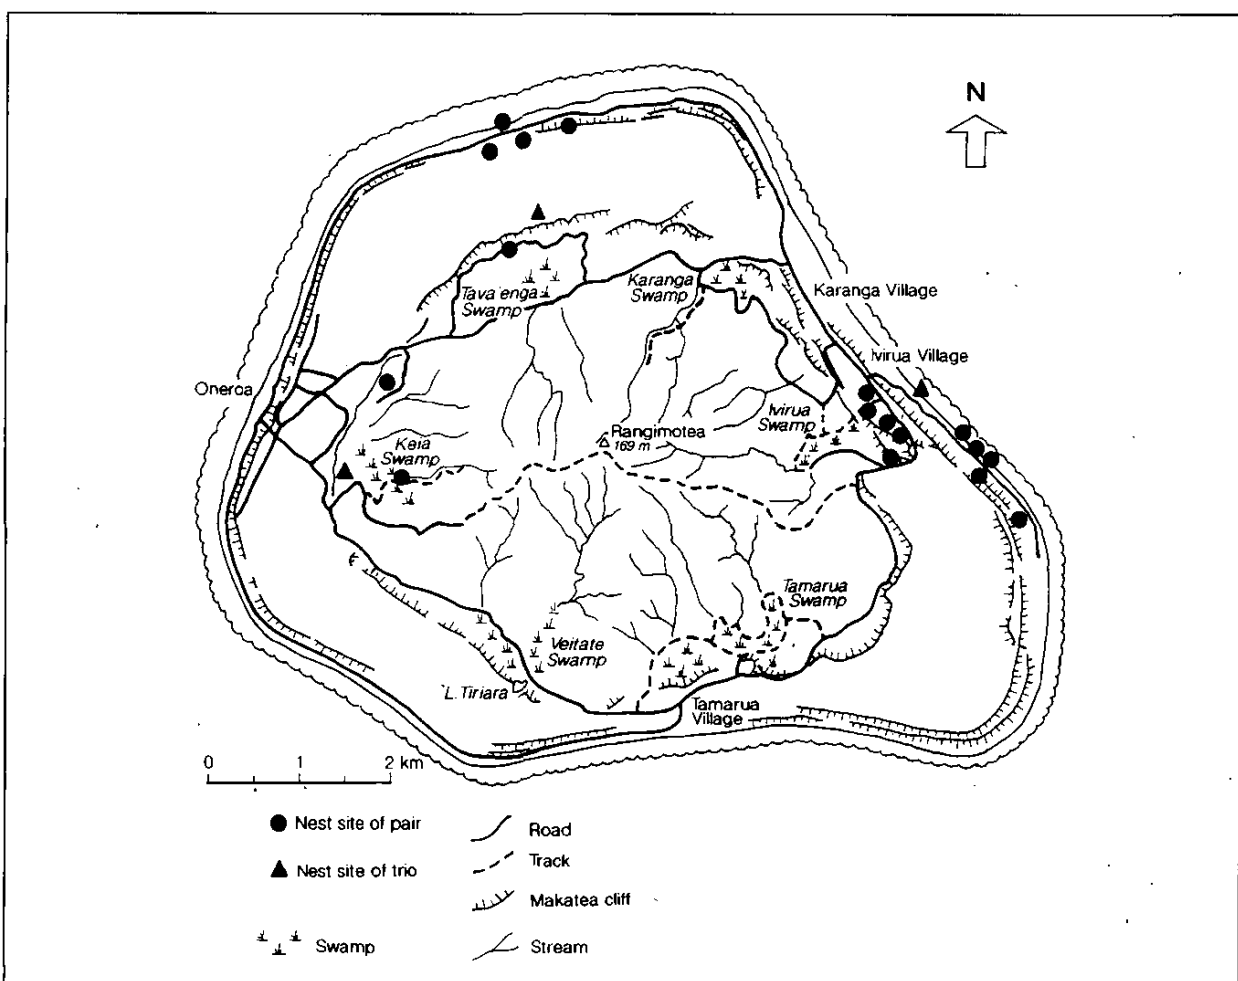 N
Karanga
Swamp
Tava'enga
Swamp
Karanga Village
Ivirua Village
Oneroa
Rangimotea
169 m
Ivirua
Swamp
Keia
Swamp
Tamarua
Swamp
Veitate
Swamp
L. Tiriara
Tamarua
Village
0 1 2 km
Nest site of pair
Road
Nest site of trio
Track
Makatea cliff
Swamp
Stream